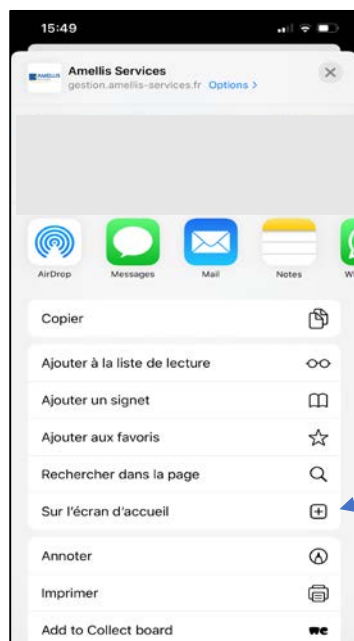 15:49
AMELLIS
Amellis Services
gestion.amellis-services.fr Options >
AirDrop
Messages
Mail
Notes
Copier
Ajouter à la liste de lecture
Ajouter un signet
Ajouter aux favoris
Rechercher dans la page
Sur l'écran d'accueil
Annoter
Imprimer
Add to Collect board
we